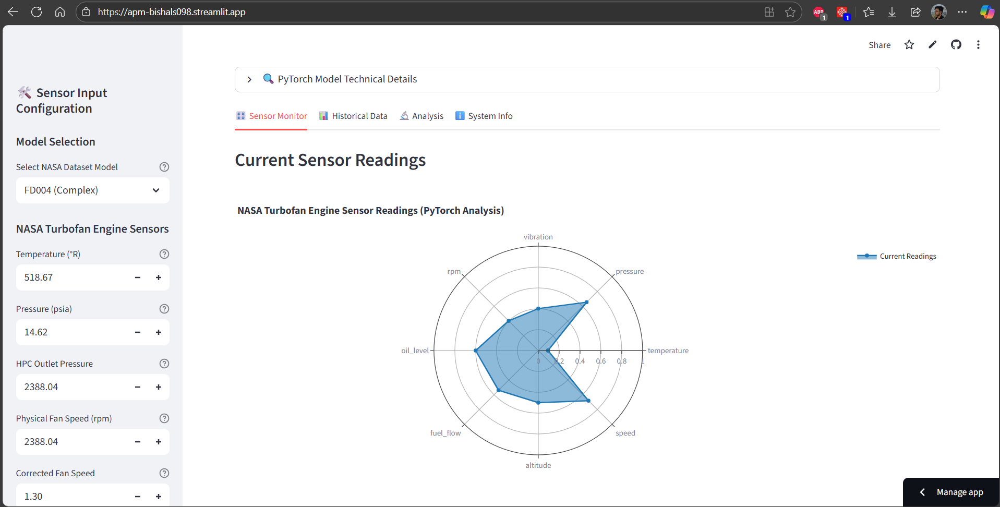 https://apm-bishals098.streamlit.app
ABP
1
1
Share
🛠️ Sensor Input
Configuration
Model Selection
Select NASA Dataset Model
FD004 (Complex)
NASA Turbofan Engine Sensors
Temperature (°R)
518.67
Pressure (psia)
14.62
HPC Outlet Pressure
2388.04
Physical Fan Speed (rpm)
2388.04
Corrected Fan Speed
1.30
PyTorch Model Technical Details
Sensor Monitor
Historical Data
Analysis
System Info
Current Sensor Readings
NASA Turbofan Engine Sensor Readings (PyTorch Analysis)
vibration
rpm
pressure
oil_level
temperature
0 0.2 0.4 0.6 0.8 1
fuel_flow
speed
altitude
Current Readings
Manage app